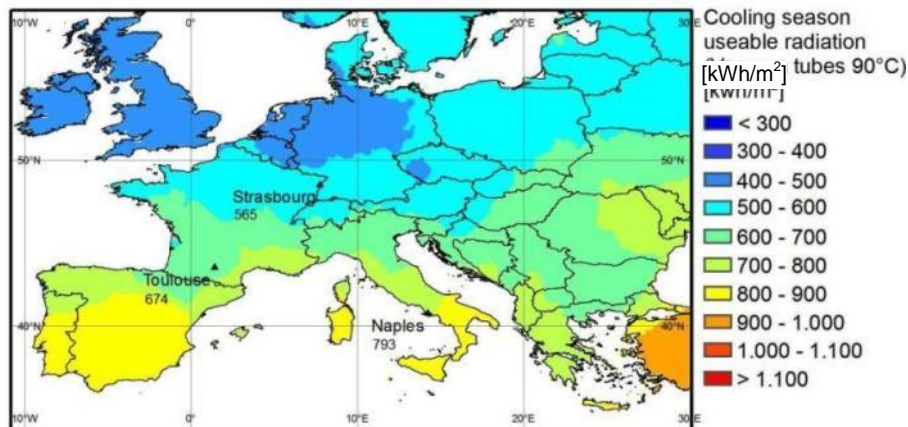 10°W 0° 10°E 20°E 30°E
50°N 50°N
Strasbourg
565
Toulouse
674
40°N 40°N
Naples
793
10°W 0° 10°E 20°E 30°E
Cooling season
useable radiation
tubes 90°C)
[kWh/m²]
[kWh/m²]
< 300
300 - 400
400 - 500
500 - 600
600 - 700
700 - 800
800 - 900
900 - 1.000
1.000 - 1.100
> 1.100